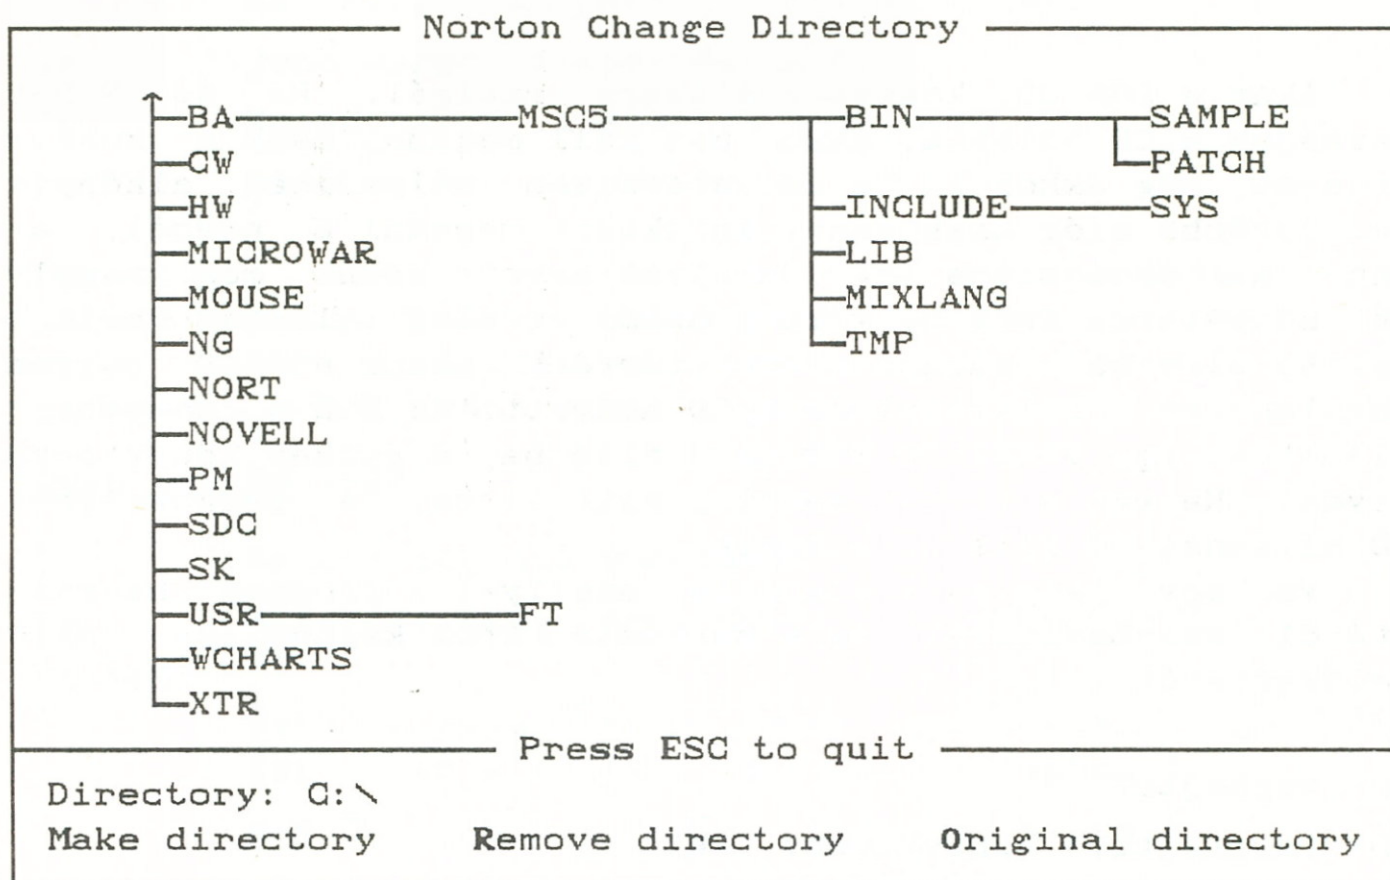 Norton Change Directory
BA MSC5 BIN SAMPLE
CW PATCH
HW INCLUDE SYS
MICROWAR LIB
MOUSE MIXLANG
NG TMP
NORT
NOVELL
PM
SDC
SK
USR FT
WCHARTS
XTR
Press ESC to quit
Directory: C:\
Make directory Remove directory Original directory